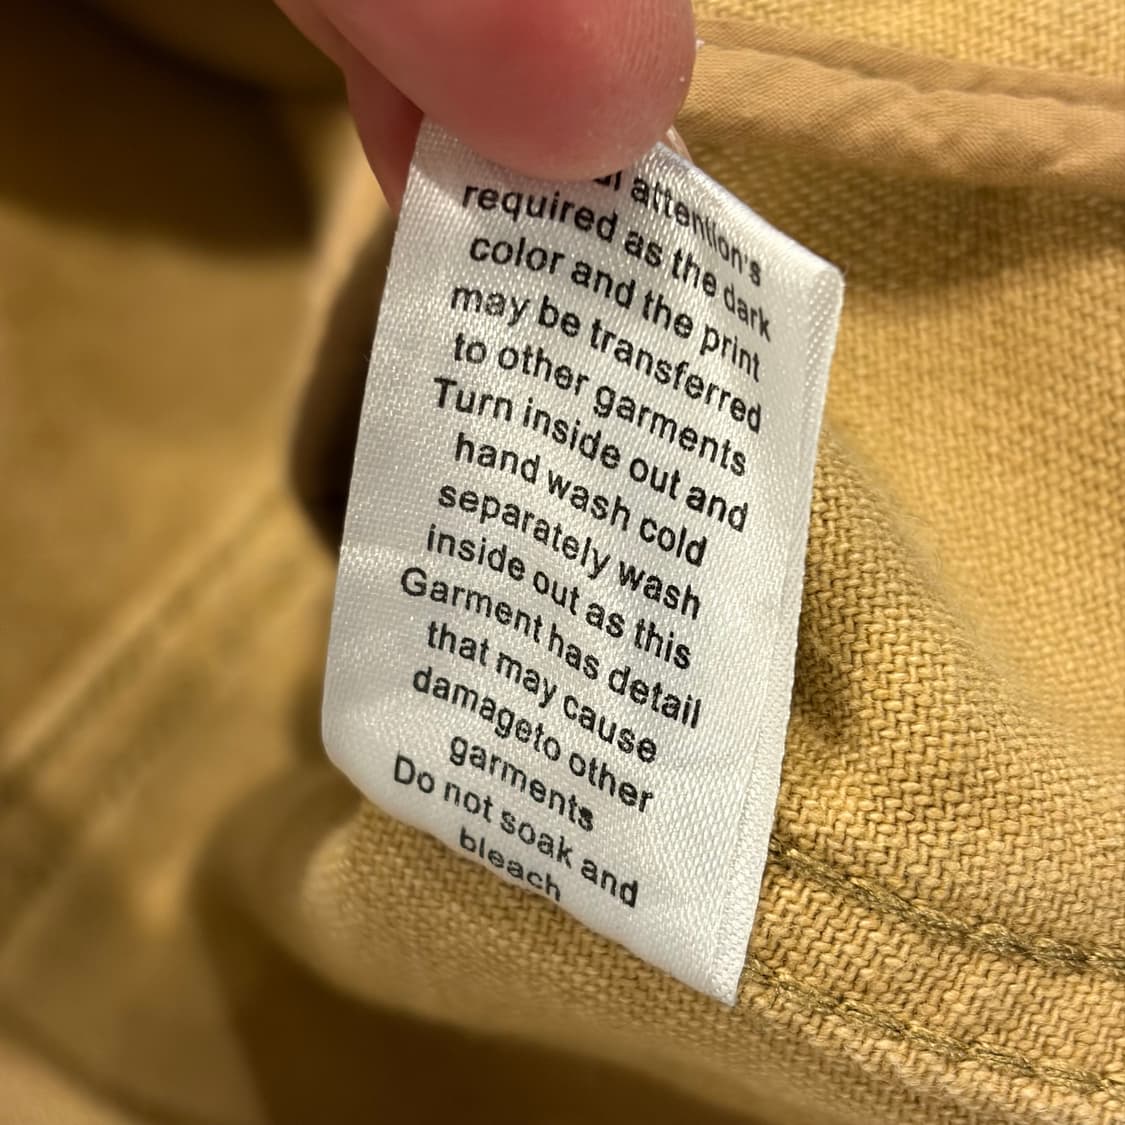 attention's
required as the dark
color and the print
may be transferred
to other garments
Turn inside out and
hand wash cold
separately wash
inside out as this
Garment has detail
that may cause
damageto other
garments
Do not soak and
bleach